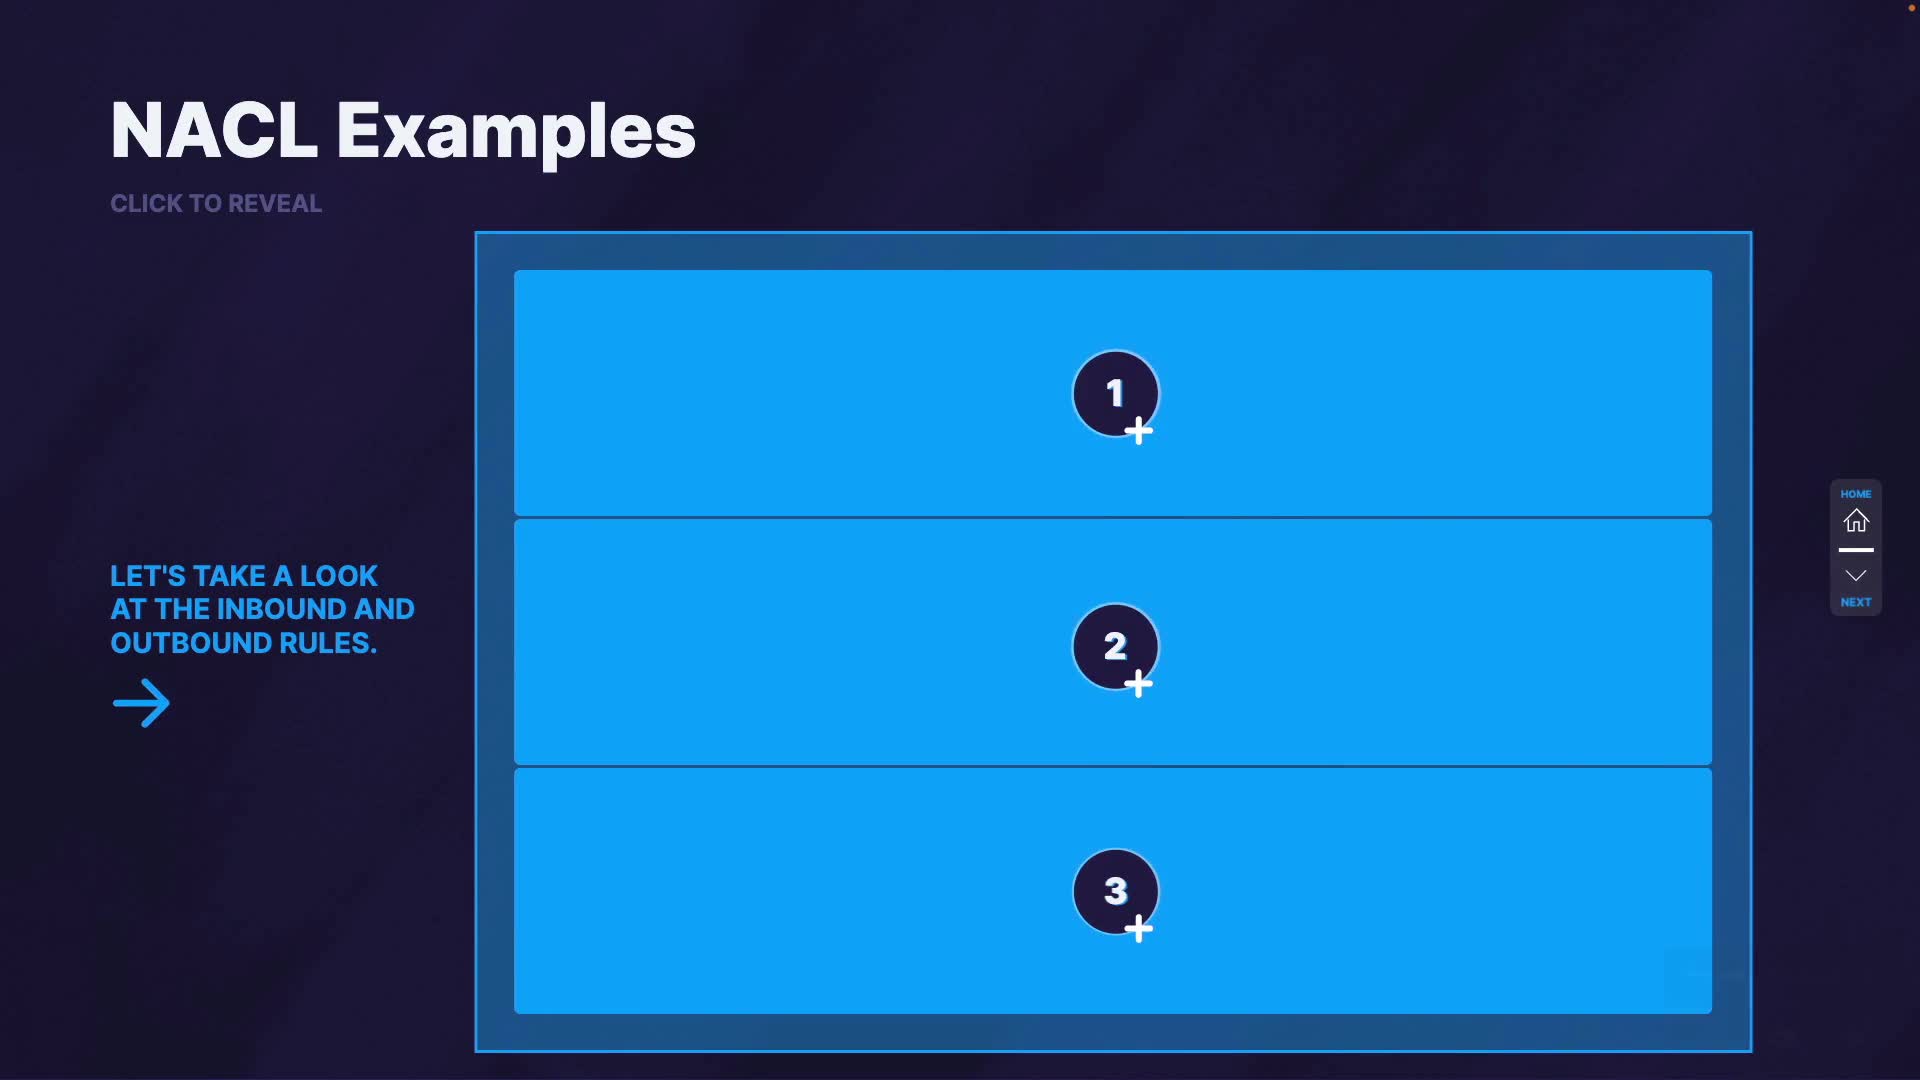 NACL Examples
CLICK TO REVEAL
1
HOME
LET'S TAKE A LOOK
AT THE INBOUND AND
OUTBOUND RULES.
2
NEXT
3